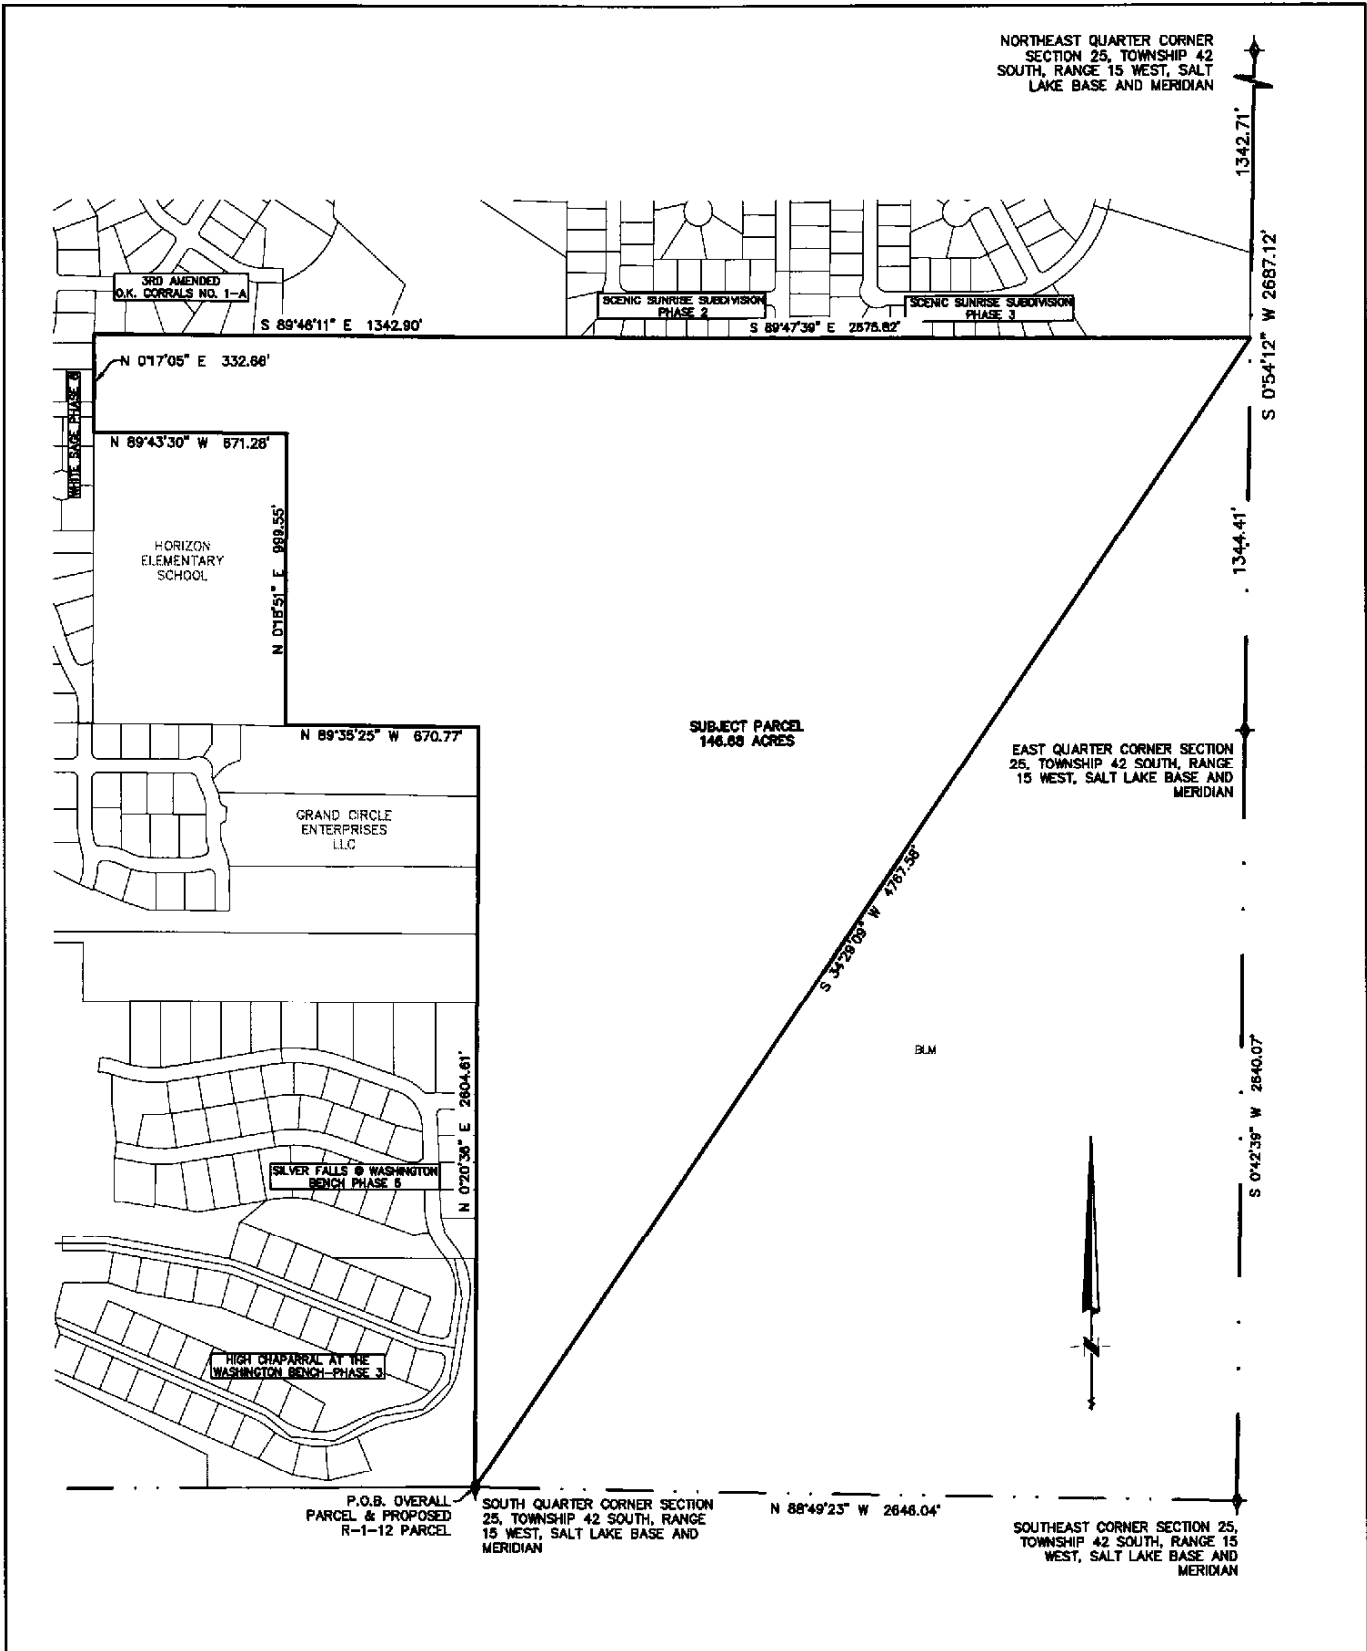 NORTHEAST QUARTER CORNER
SECTION 25, TOWNSHIP 42
SOUTH, RANGE 15 WEST, SALT
LAKE BASE AND MERIDIAN
1342.71'
S 0°54'12" W 2687.12'
3RD AMENDED
O.K. CORRALS NO. 1-A
SCENIC SUNRISE SUBDIVISION
PHASE 2
SCENIC SUNRISE SUBDIVISION
PHASE 3
S 89°46'11" E 1342.90'
S 89°47'39" E 2675.82'
N 0°17'05" E 332.66'
WHITE SAGE PHASE
N 89°43'30" W 671.28'
1344.41'
HORIZON
ELEMENTARY
SCHOOL
N 0°18'51" E 999.55'
SUBJECT PARCEL
146.68 ACRES
N 89°35'25" W 670.77'
EAST QUARTER CORNER SECTION
25, TOWNSHIP 42 SOUTH, RANGE
15 WEST, SALT LAKE BASE AND
MERIDIAN
GRAND CIRCLE
ENTERPRISES
LLC
S 34°29'09" W 4767.58'
BLM
N 0°20'36" E 2604.61'
S 0°42'39" W 2640.07'
SILVER FALLS @ WASHINGTON
BENCH PHASE 5
HIGH CHAPARRAL AT THE
WASHINGTON BENCH-PHASE 3
P.O.B. OVERALL
PARCEL & PROPOSED
R-1-12 PARCEL
SOUTH QUARTER CORNER SECTION
25, TOWNSHIP 42 SOUTH, RANGE
15 WEST, SALT LAKE BASE AND
MERIDIAN
N 88°49'23" W 2646.04'
SOUTHEAST CORNER SECTION 25,
TOWNSHIP 42 SOUTH, RANGE 15
WEST, SALT LAKE BASE AND
MERIDIAN